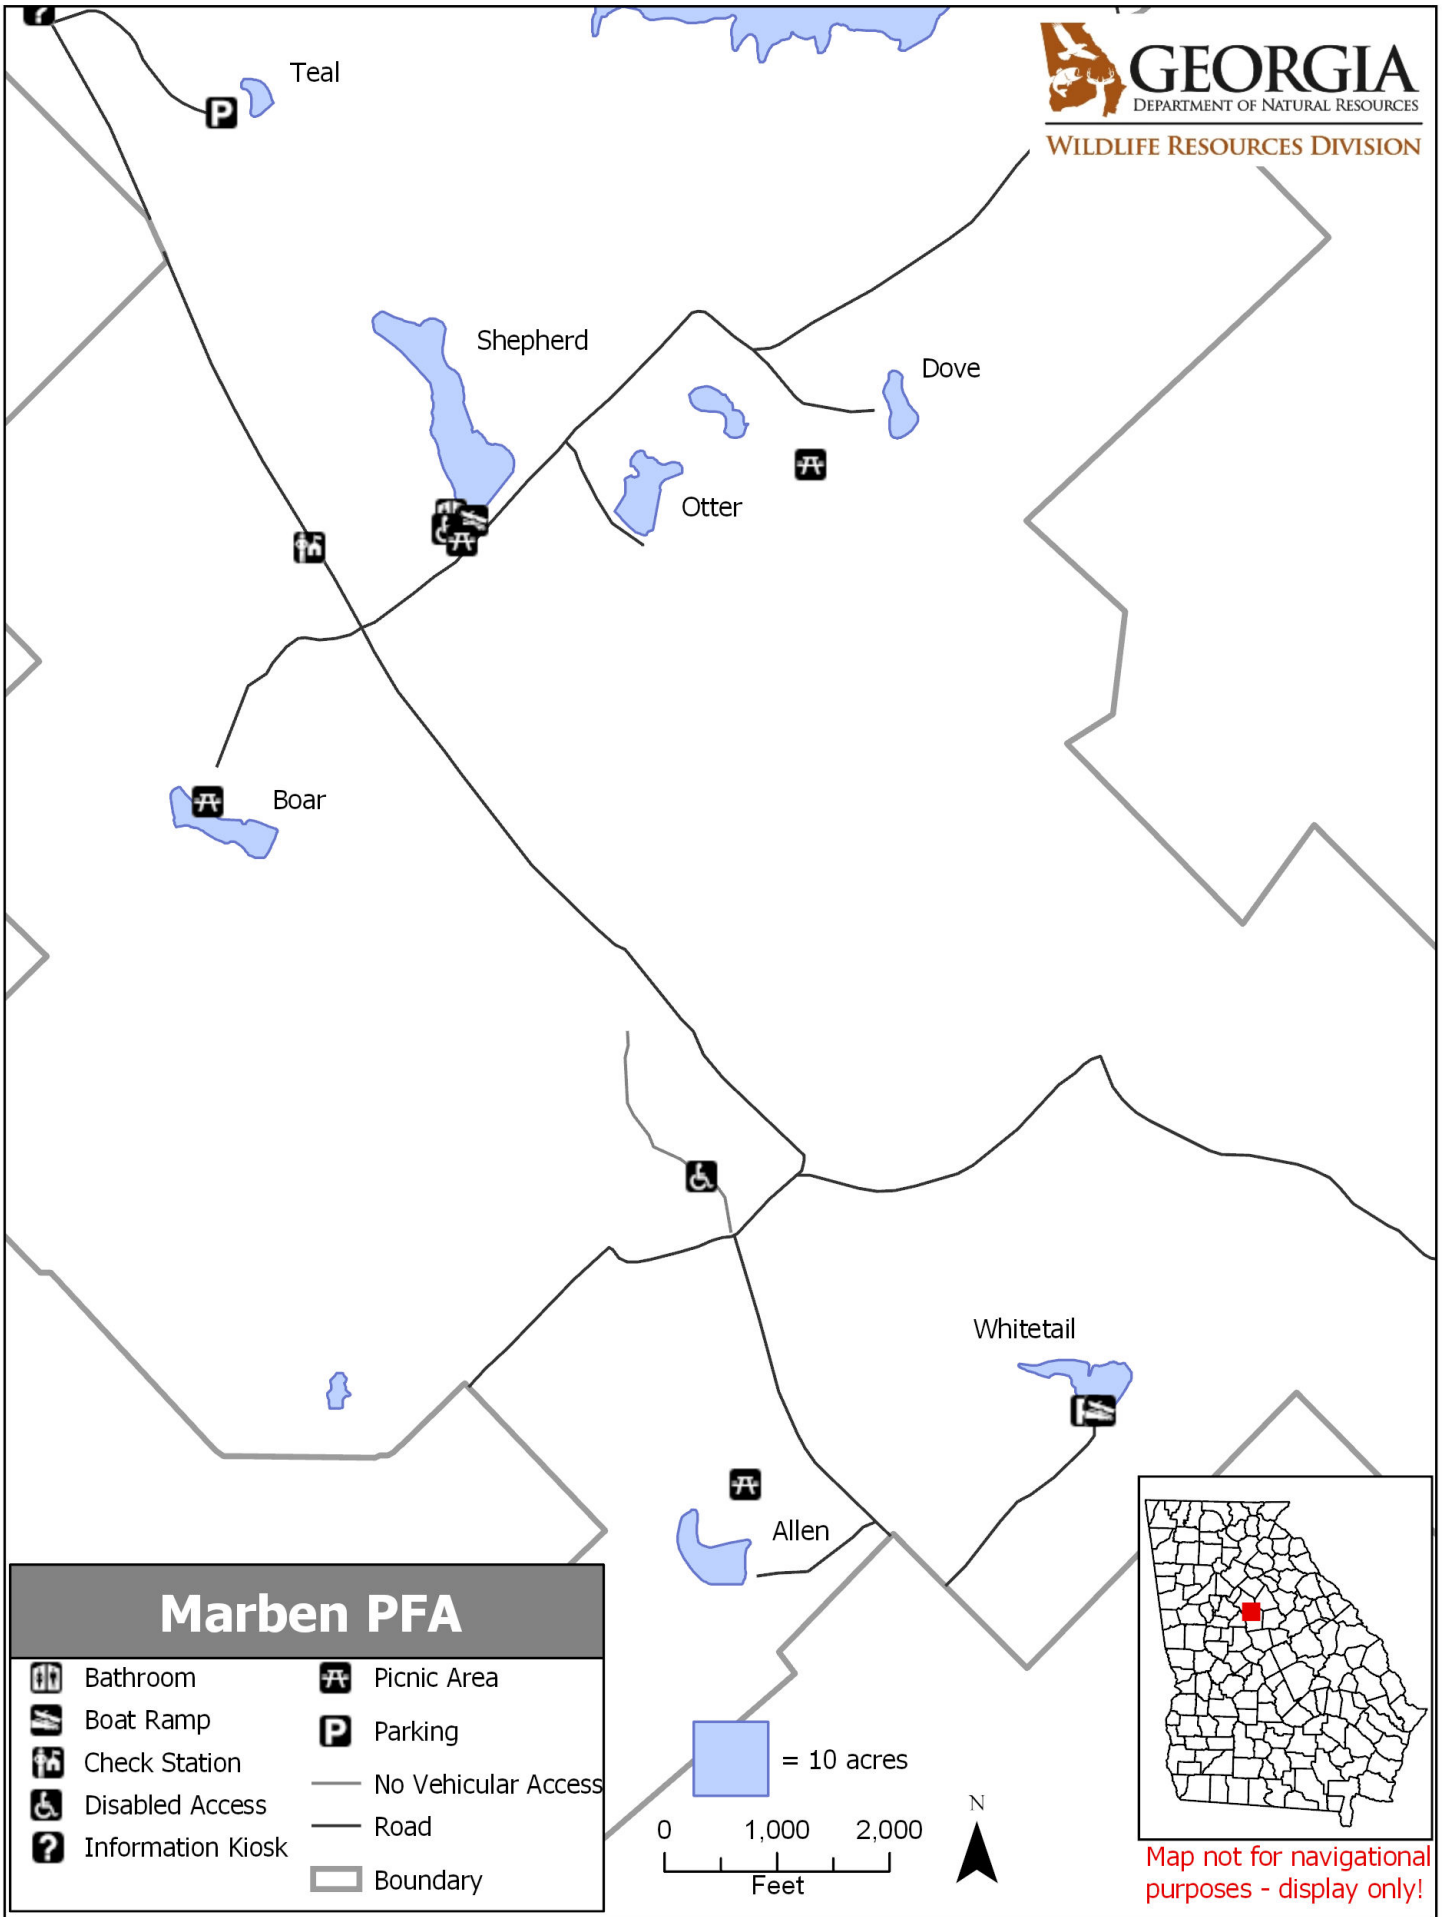 ?
GEORGIA
DEPARTMENT OF NATURAL RESOURCES
WILDLIFE RESOURCES DIVISION
Teal
P
Shepherd
Dove
Otter
Boar
Whitetail
P
Allen
Marben PFA
Bathroom
Boat Ramp
Check Station
Disabled Access
? Information Kiosk
Picnic Area
P Parking
No Vehicular Access
Road
Boundary
= 10 acres
0 1,000 2,000
Feet
N
Map not for navigational
purposes - display only!